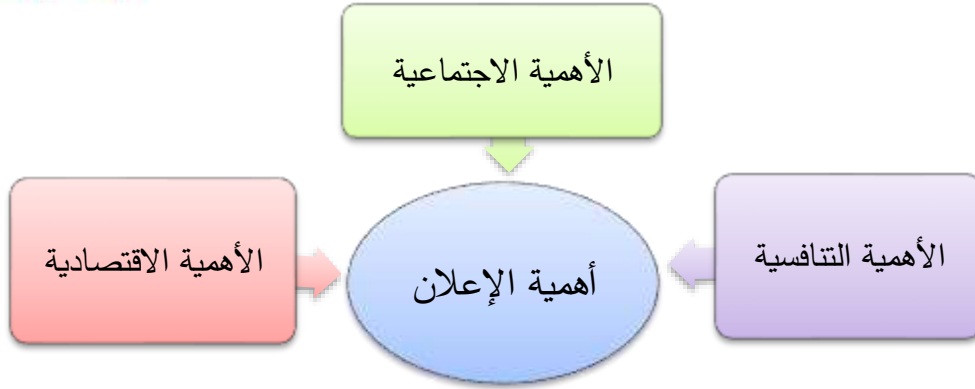 الأهمية الاجتماعية
الأهمية التنافسية
أهمية الإعلان
الأهمية الاقتصادية